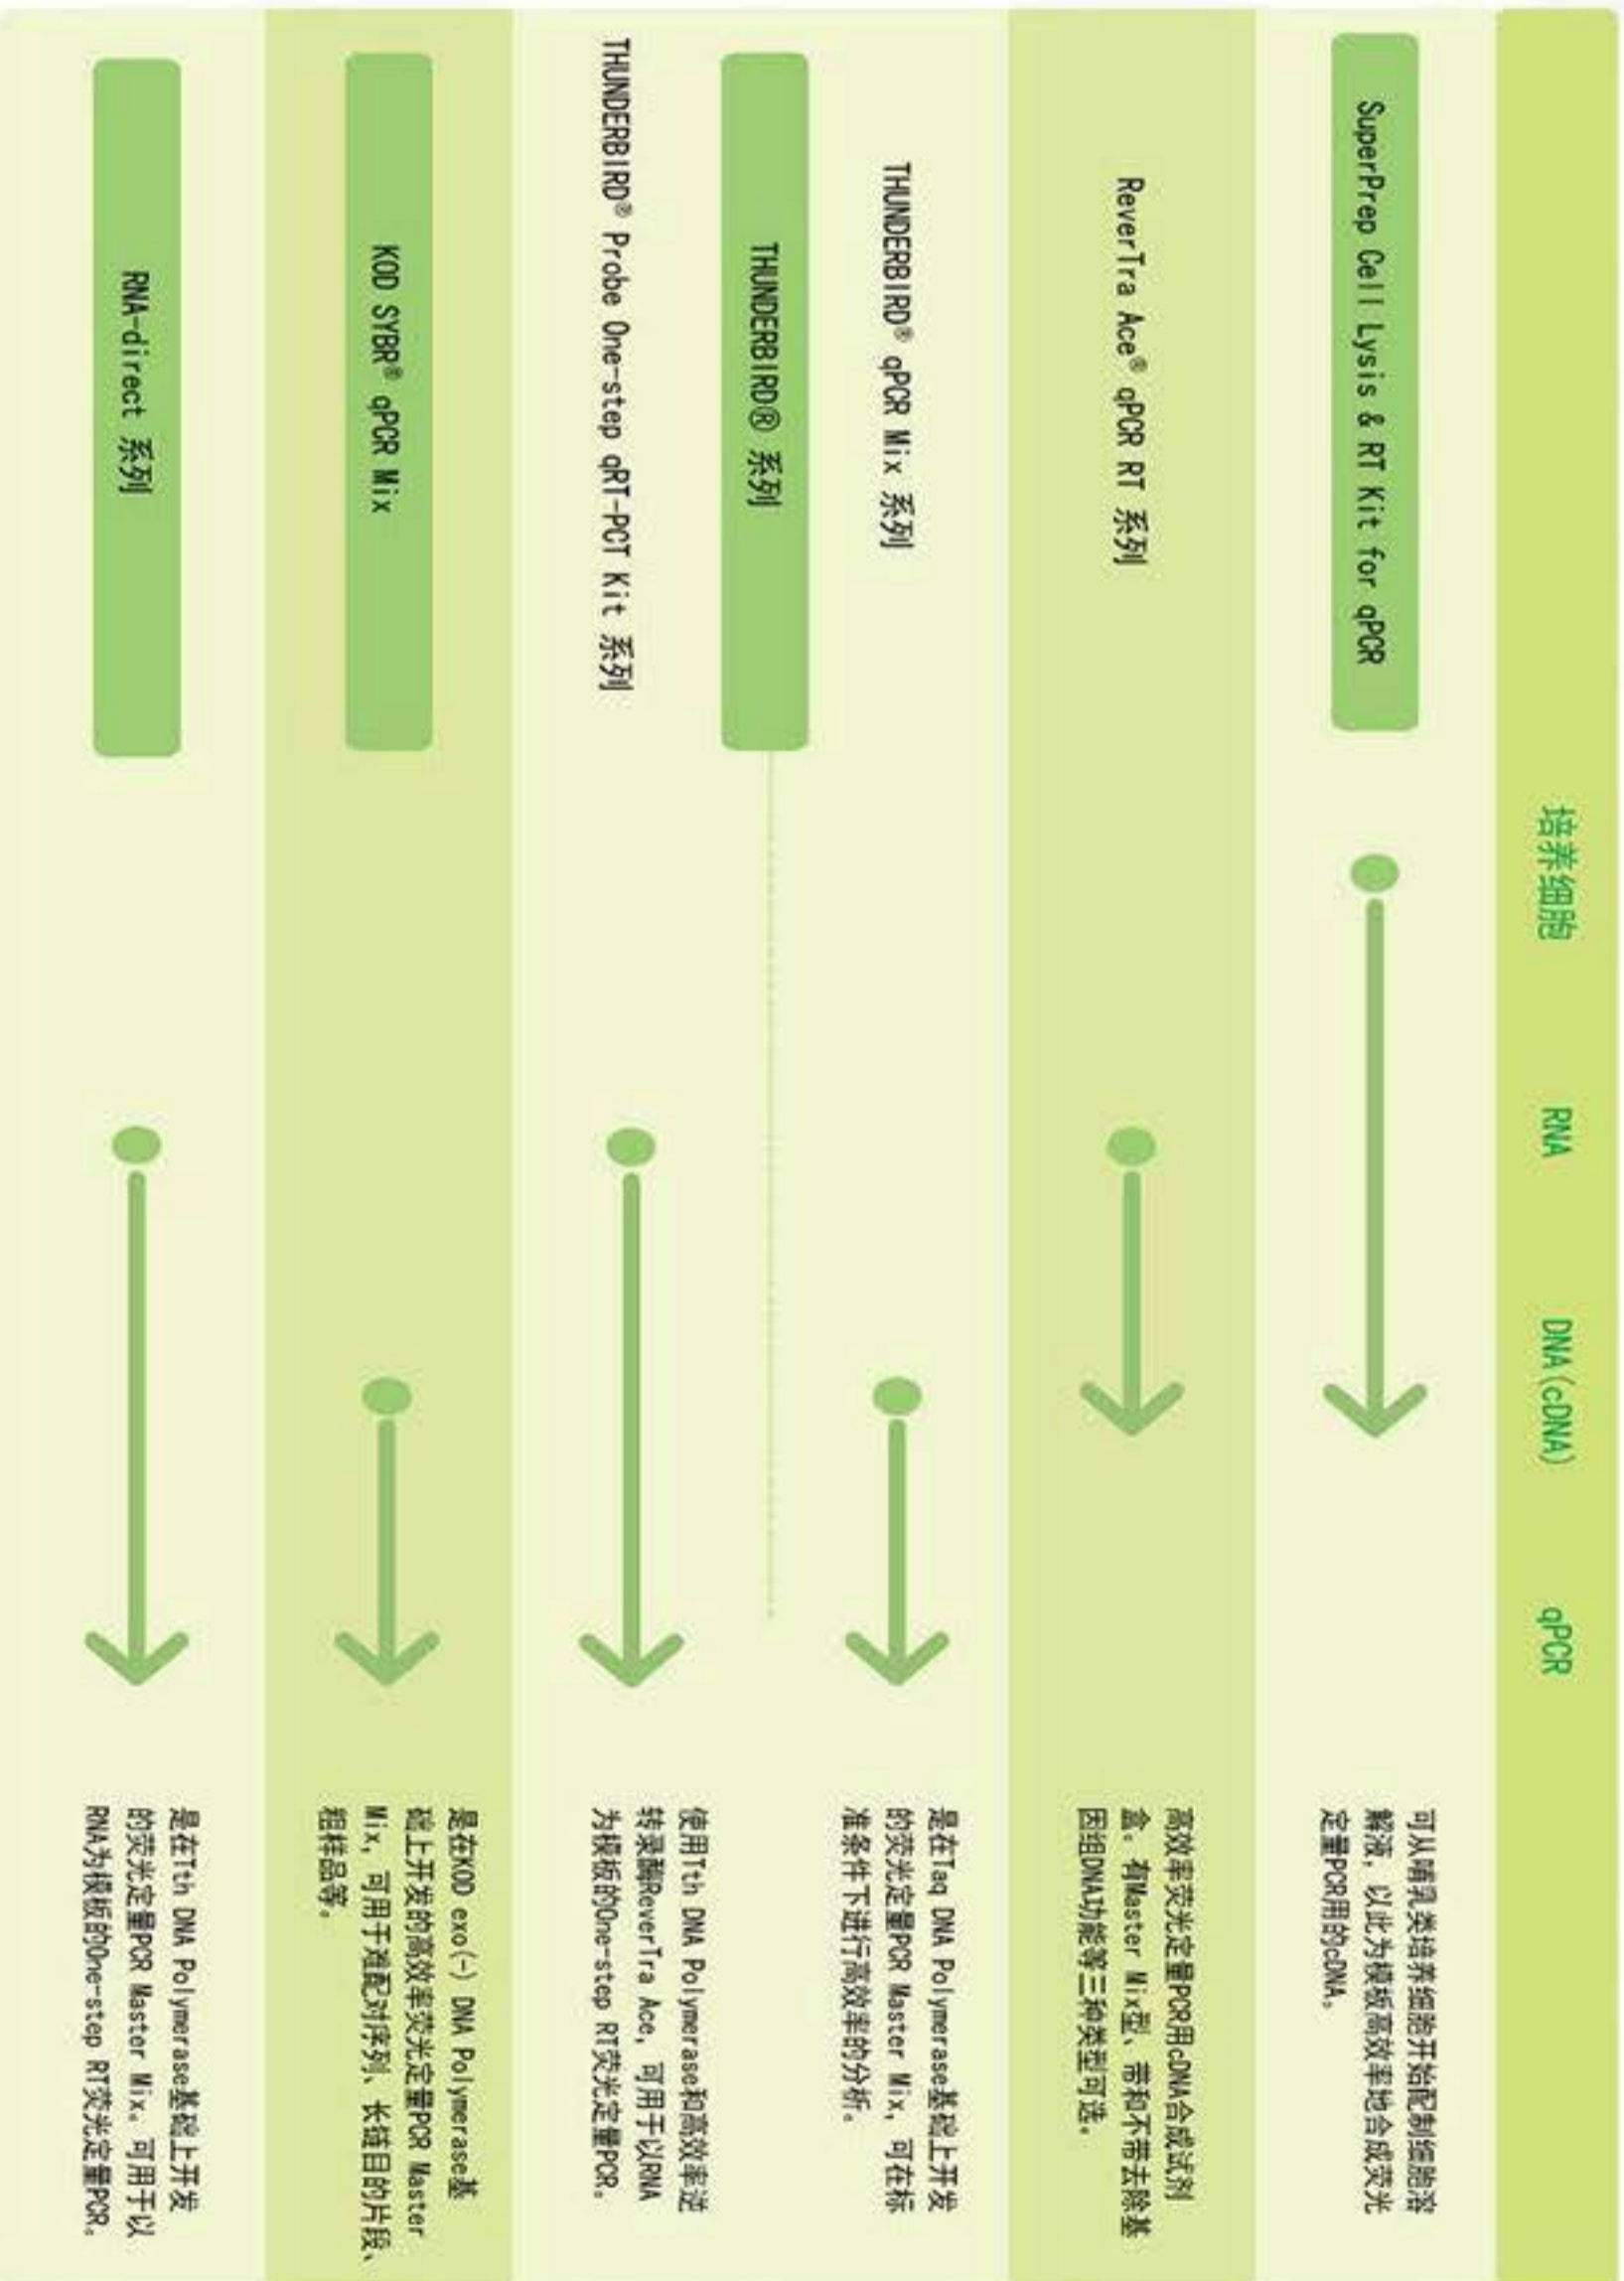 培养细胞
RNA
DNA(cDNA)
qPCR
SuperPrep Cell Lysis & RT Kit for qPCR
可从哺乳类培养细胞开始配制细胞溶
解液，以此为模板高效率地合成荧光
定量PCR用的cDNA。
ReverTra Ace® qPCR RT 系列
高效率荧光定量PCR用cDNA合成试剂
盒。有Master Mix型、带和不带去除基
因组DNA功能等三种类型可选。
THUNDERBIRD® qPCR Mix 系列
是在Taq DNA Polymerase基础上开发
的荧光定量PCR Master Mix，可在标
准条件下进行高效率的分析。
THUNDERBIRD® 系列
THUNDERBIRD® Probe One-step qRT-PCT Kit 系列
使用Tth DNA Polymerase和高效率逆
转录酶ReverTra Ace，可用于以RNA
为模板的One-step RT荧光定量PCR。
KOD SYBR® qPCR Mix
是在KOD exo(-) DNA Polymerase基
础上开发的高效率荧光定量PCR Master
Mix，可用于难配对序列、长链目的片段、
粗样品等。
RNA-direct 系列
是在Tth DNA Polymerase基础上开发
的荧光定量PCR Master Mix。可用于以
RNA为模板的One-step RT荧光定量PCR。